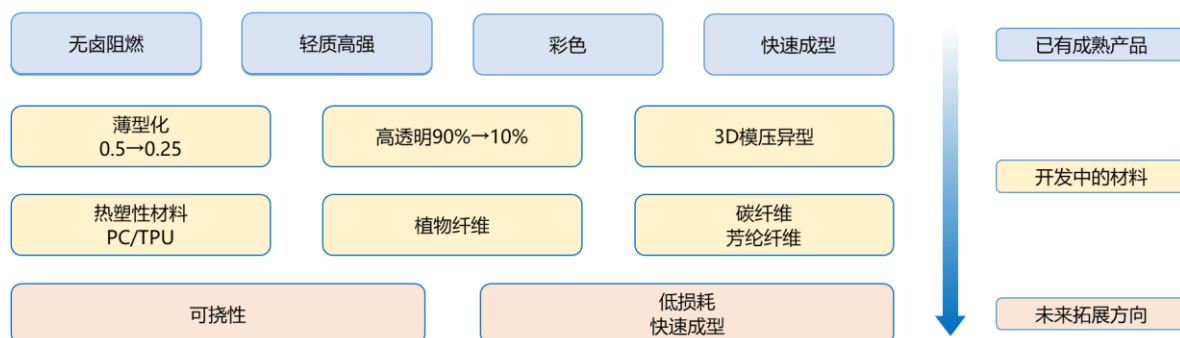 无卤阻燃
轻质高强
彩色
快速成型
已有成熟产品
薄型化
0.5→0.25
高透明90%→10%
3D模压异型
开发中的材料
热塑性材料
PC/TPU
植物纤维
碳纤维
芳纶纤维
可挠性
低损耗
快速成型
未来拓展方向